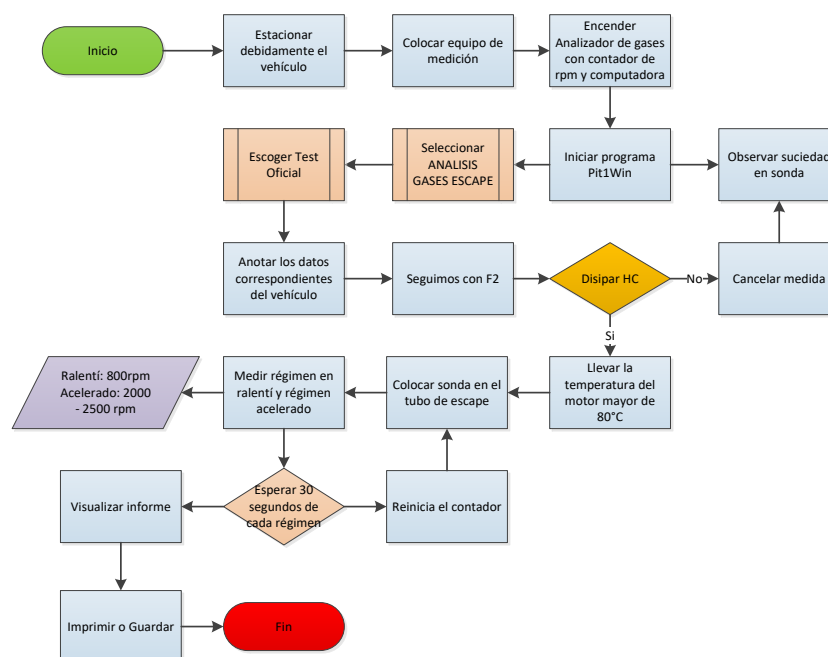 Inicio
Estacionar
debidamente el
vehículo
Colocar equipo de
medición
Encender
Analizador de gases
con contador de
rpm y computadora
Escoger Test
Oficial
Seleccionar
ANALISIS
GASES ESCAPE
Iniciar programa
Pit1Win
Observar suciedad
en sonda
Anotar los datos
correspondientes
del vehículo
Seguimos con F2
Disipar HC
No
Cancelar medida
Si
Ralentí: 800rpm
Acelerado: 2000
- 2500 rpm
Medir régimen en
ralentí y régimen
acelerado
Colocar sonda en el
tubo de escape
Llevar la
temperatura del
motor mayor de
80°C
Visualizar informe
Esperar 30
segundos de
cada régimen
Reinicia el contador
Imprimir o Guardar
Fin